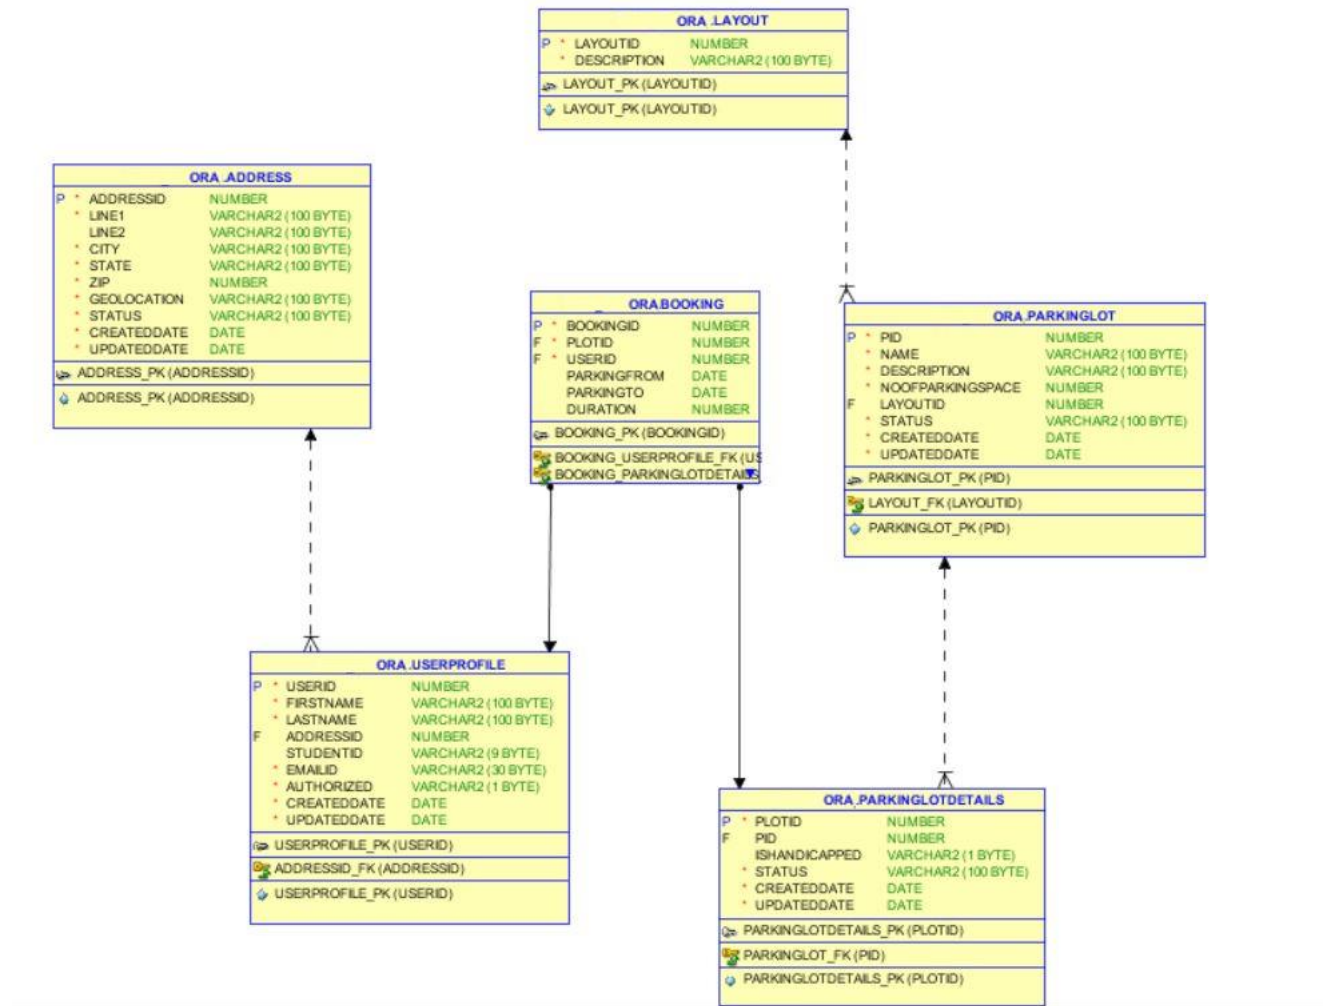 ORA .LAYOUT
P * LAYOUTID NUMBER
* DESCRIPTION VARCHAR2 (100 BYTE)
LAYOUT_PK (LAYOUTID)
LAYOUT_PK (LAYOUTID)
ORA .ADDRESS
P * ADDRESSID NUMBER
* LINE1 VARCHAR2 (100 BYTE)
LINE2 VARCHAR2 (100 BYTE)
* CITY VARCHAR2 (100 BYTE)
* STATE VARCHAR2 (100 BYTE)
* ZIP NUMBER
* GEOLOCATION VARCHAR2 (100 BYTE)
* STATUS VARCHAR2 (100 BYTE)
* CREATEDDATE DATE
* UPDATEDDATE DATE
ADDRESS_PK (ADDRESSID)
ADDRESS_PK (ADDRESSID)
ORA.BOOKING
P * BOOKINGID NUMBER
F * PLOTID NUMBER
F * USERID NUMBER
PARKINGFROM DATE
PARKINGTO DATE
DURATION NUMBER
BOOKING_PK (BOOKINGID)
BOOKING_USERPROFILE_FK (US
BOOKING_PARKINGLOTDETAILS
ORA.PARKINGLOT
P * PID NUMBER
* NAME VARCHAR2 (100 BYTE)
* DESCRIPTION VARCHAR2 (100 BYTE)
* NOOFPARKINGSPACE NUMBER
F LAYOUTID NUMBER
* STATUS VARCHAR2 (100 BYTE)
* CREATEDDATE DATE
* UPDATEDDATE DATE
PARKINGLOT_PK (PID)
LAYOUT_FK (LAYOUTID)
PARKINGLOT_PK (PID)
ORA .USERPROFILE
P * USERID NUMBER
* FIRSTNAME VARCHAR2 (100 BYTE)
* LASTNAME VARCHAR2 (100 BYTE)
F ADDRESSID NUMBER
STUDENTID VARCHAR2 (9 BYTE)
* EMAILID VARCHAR2 (30 BYTE)
* AUTHORIZED VARCHAR2 (1 BYTE)
* CREATEDDATE DATE
* UPDATEDDATE DATE
USERPROFILE_PK (USERID)
ADDRESSID_FK (ADDRESSID)
USERPROFILE_PK (USERID)
ORA.PARKINGLOTDETAILS
P * PLOTID NUMBER
F PID NUMBER
ISHANDICAPPED VARCHAR2 (1 BYTE)
* STATUS VARCHAR2 (100 BYTE)
* CREATEDDATE DATE
* UPDATEDDATE DATE
PARKINGLOTDETAILS_PK (PLOTID)
PARKINGLOT_FK (PID)
PARKINGLOTDETAILS_PK (PLOTID)